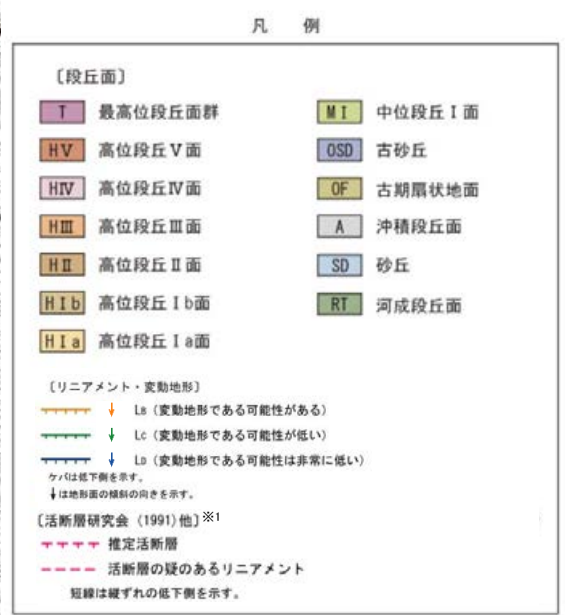 凡 例
〔段丘面〕
T 最高位段丘面群
HⅤ 高位段丘Ⅴ面
HⅣ 高位段丘Ⅳ面
HⅢ 高位段丘Ⅲ面
HⅡ 高位段丘Ⅱ面
HⅠb 高位段丘Ⅰb面
HⅠa 高位段丘Ⅰa面
MⅠ 中位段丘Ⅰ面
OSD 古砂丘
OF 古期扇状地面
A 沖積段丘面
SD 砂丘
RT 河成段丘面
〔リニアメント・変動地形〕
↓ LB（変動地形である可能性がある）
↓ LC（変動地形である可能性が低い）
↓ LD（変動地形である可能性は非常に低い）
ケバは低下側を示す。
↓は地形面の傾斜の向きを示す。
〔活断層研究会（1991）他〕※1
推定活断層
活断層の疑のあるリニアメント
短線は縦ずれの低下側を示す。